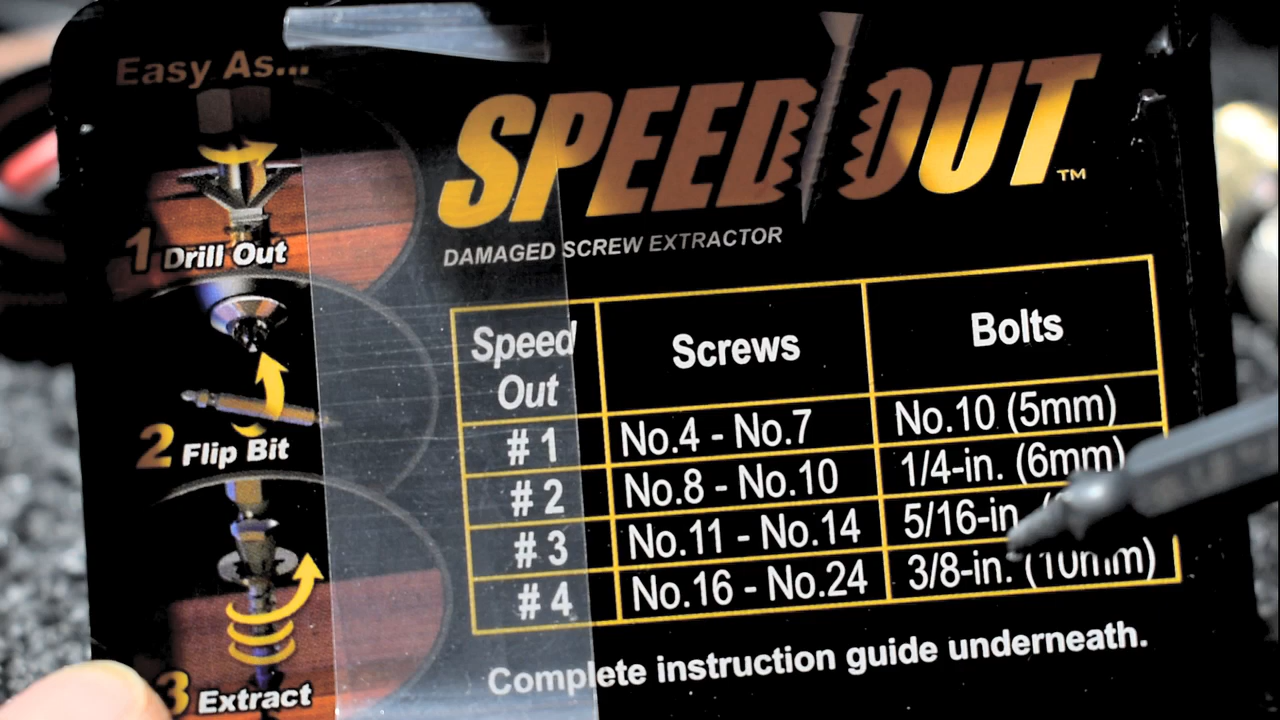 Easy As...
1 Drill Out
2 Flip Bit
3 Extract
SPEED OUT™
DAMAGED SCREW EXTRACTOR
Speed Out Screws Bolts
#1 No.4 - No.7 No.10 (5mm)
#2 No.8 - No.10 1/4-in. (6mm)
#3 No.11 - No.14 5/16-in.
#4 No.16 - No.24 3/8-in. (10mm)
Complete instruction guide underneath.